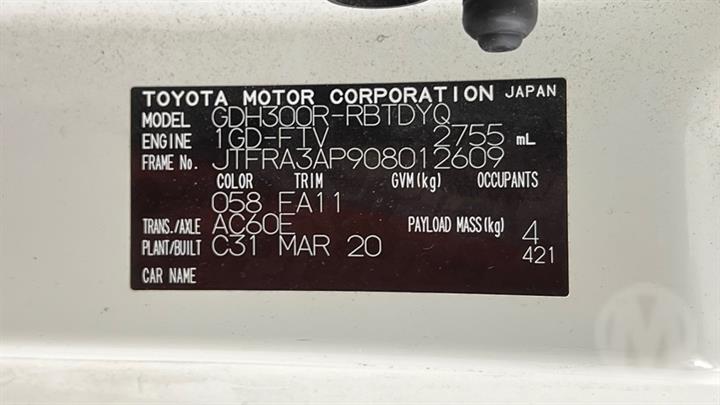 TOYOTA MOTOR CORPORATION JAPAN
MODEL GDH300R-RBTDYQ
ENGINE 1GD-FTV 2755 mL
FRAME No. JTFRA3AP908012609
COLOR TRIM GVM(kg) OCCUPANTS
058 FA11
TRANS./AXLE AC60E PAYLOAD MASS(kg) 4
PLANT/BUILT C31 MAR 20 421
CAR NAME
M